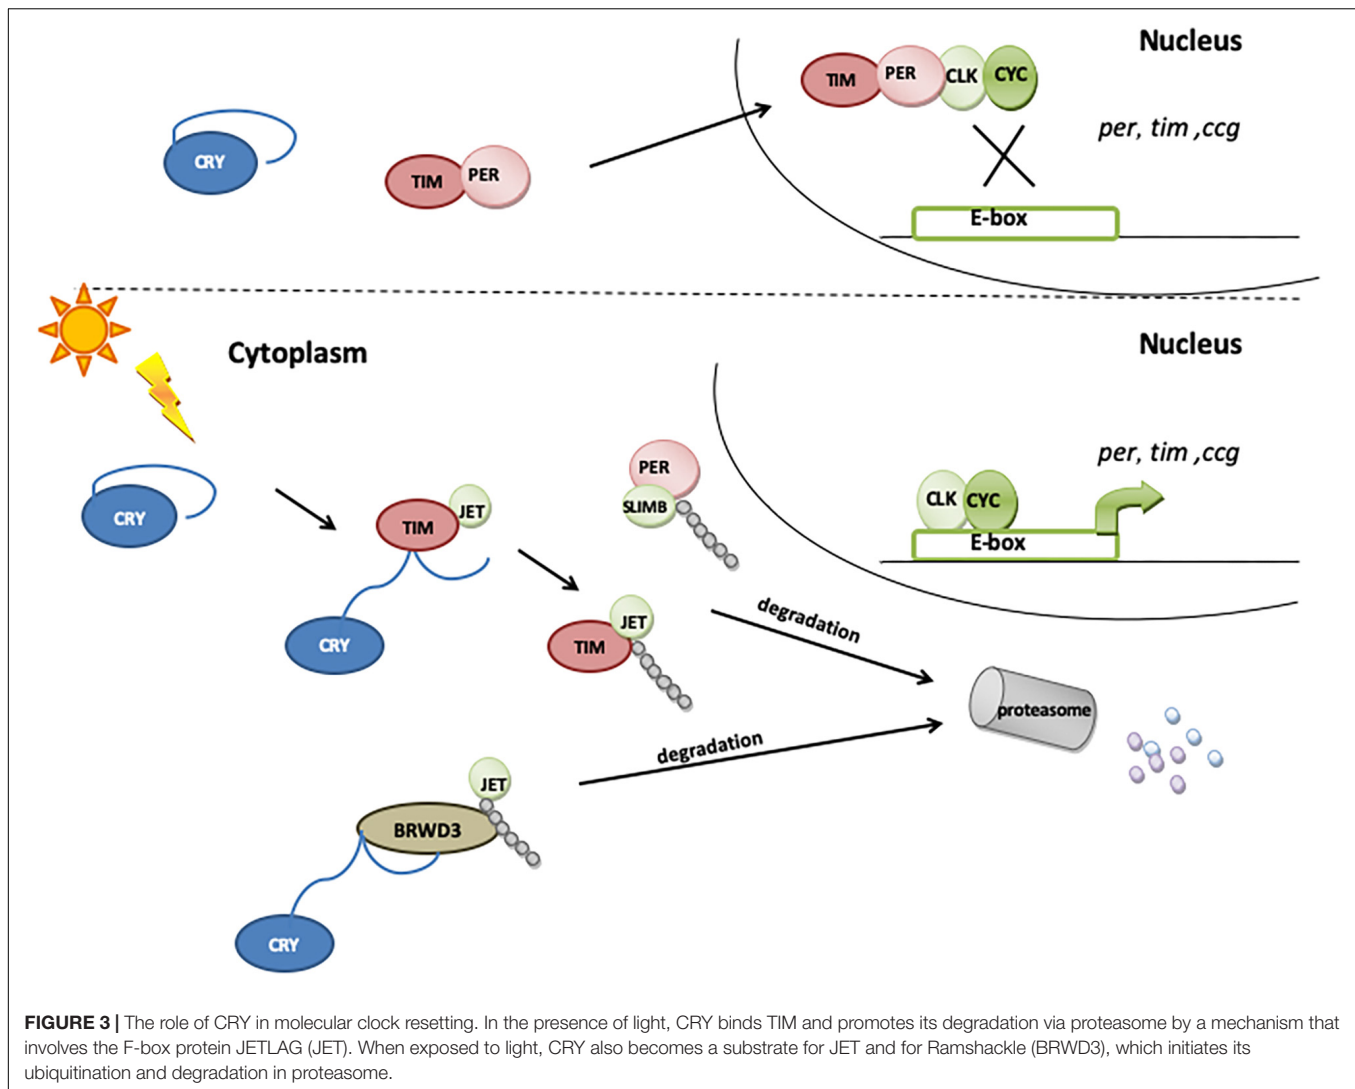 Nucleus
TIM PER CLK CYC
per, tim ,ccg
CRY
TIM PER
E-box
Cytoplasm
Nucleus
per, tim ,ccg
PER
SLIMB
CLK CYC
E-box
CRY
TIM JET
CRY
JET
TIM
degradation
proteasome
degradation
JET
BRWD3
CRY
FIGURE 3 | The role of CRY in molecular clock resetting. In the presence of light, CRY binds TIM and promotes its degradation via proteasome by a mechanism that
involves the F-box protein JETLAG (JET). When exposed to light, CRY also becomes a substrate for JET and for Ramshackle (BRWD3), which initiates its
ubiquitination and degradation in proteasome.